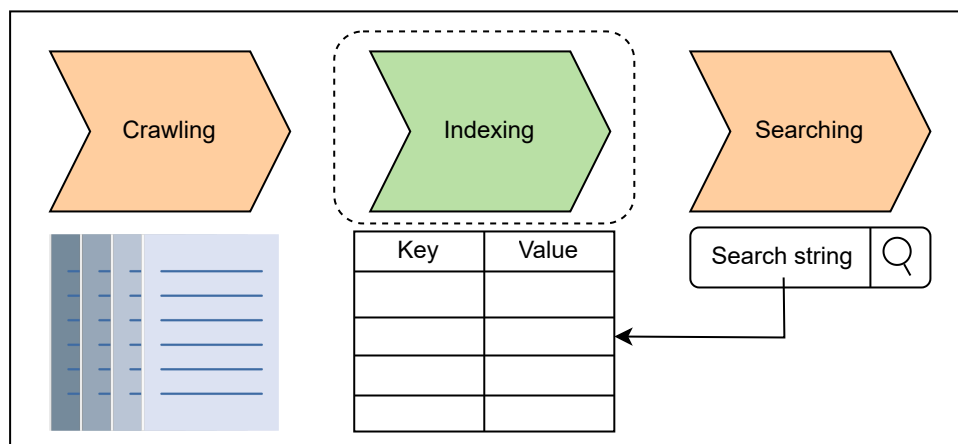 Crawling
Indexing
Searching
Key
Value
Search string